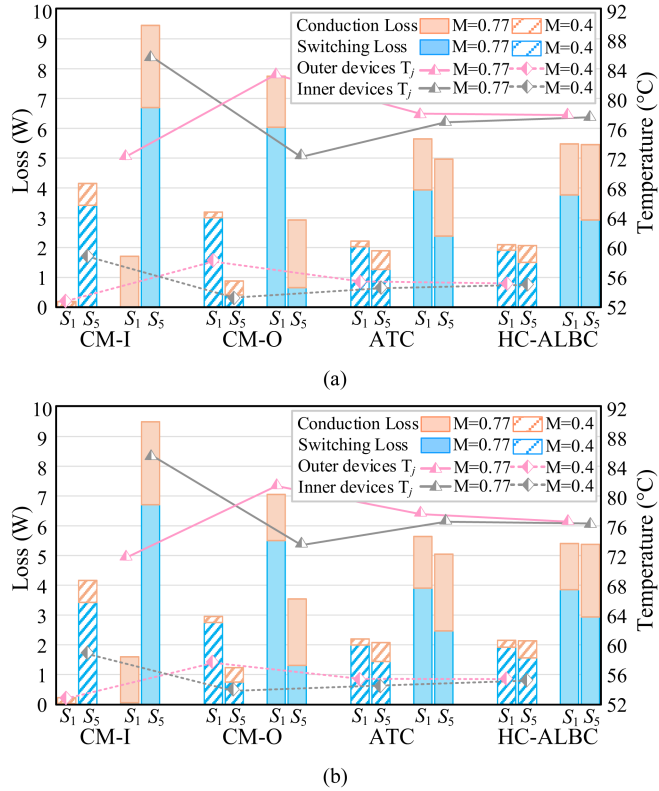 10
9
8
7
6
5
4
3
2
1
0
Loss (W)
92
88
84
80
76
72
68
64
60
56
52
Temperature (°C)
Conduction Loss M=0.77 M=0.4
Switching Loss M=0.77 M=0.4
Outer devices Tj M=0.77 M=0.4
Inner devices Tj M=0.77 M=0.4
S1 S5 S1 S5 S1 S5 S1 S5 S1 S5 S1 S5 S1 S5 S1 S5
CM-I CM-O ATC HC-ALBC
(a)
10
9
8
7
6
5
4
3
2
1
0
Loss (W)
92
88
84
80
76
72
68
64
60
56
52
Temperature (°C)
Conduction Loss M=0.77 M=0.4
Switching Loss M=0.77 M=0.4
Outer devices Tj M=0.77 M=0.4
Inner devices Tj M=0.77 M=0.4
S1 S5 S1 S5 S1 S5 S1 S5 S1 S5 S1 S5 S1 S5 S1 S5
CM-I CM-O ATC HC-ALBC
(b)